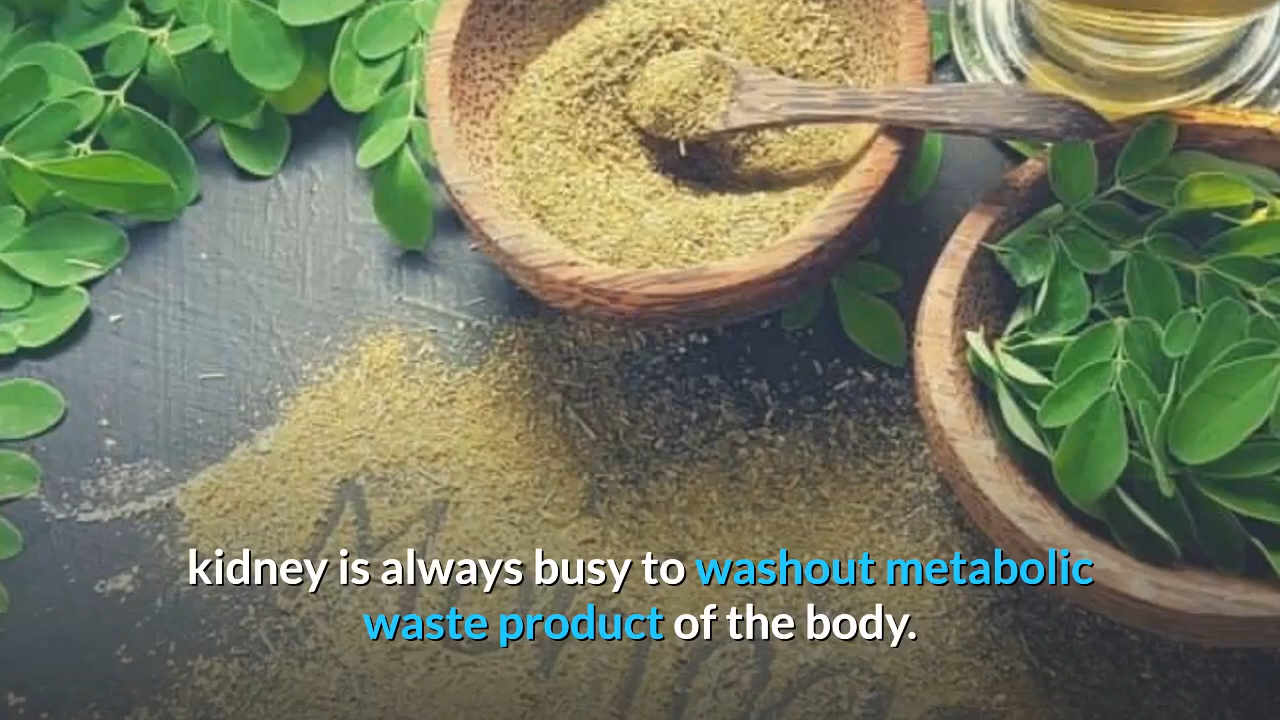 kidney is always busy to washout metabolic
waste product of the body.